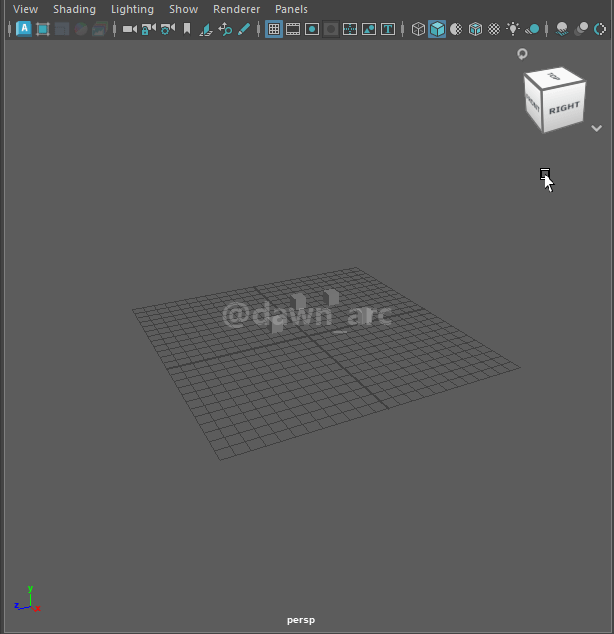 View Shading Lighting Show Renderer Panels
A T
TOP
FRONT RIGHT
@dawn_arc
y
z x
persp